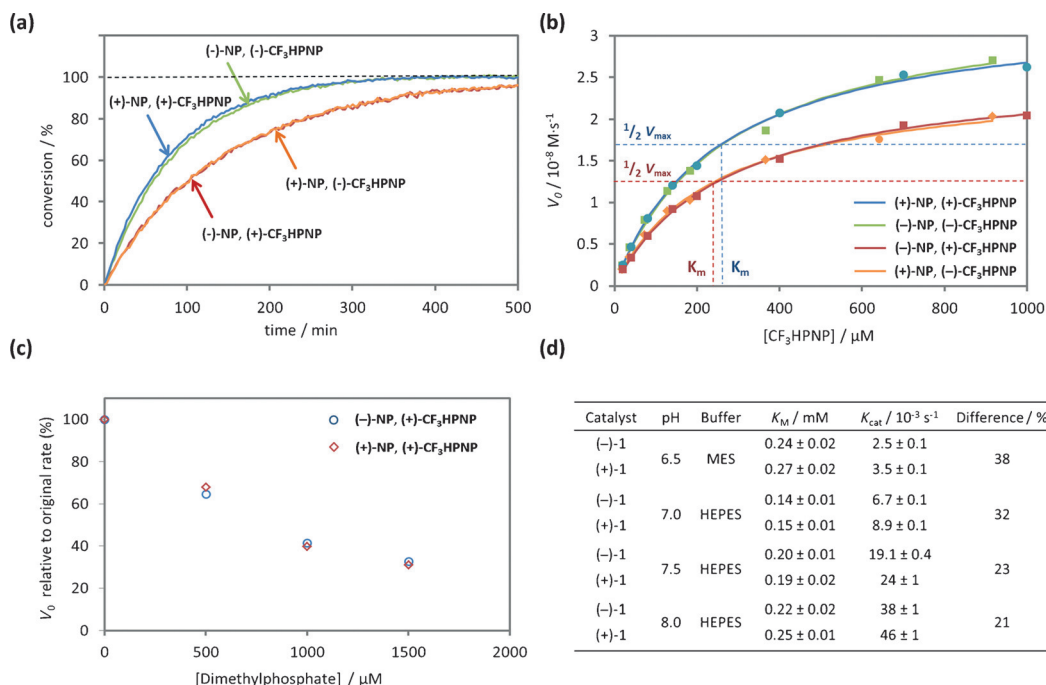 (a)
conversion / %
120
100
80
60
40
20
0
(-)-NP, (-)-CF3HPNP
(+)-NP, (+)-CF3HPNP
(+)-NP, (-)-CF3HPNP
(-)-NP, (+)-CF3HPNP
0 100 200 300 400 500
time / min
(b)
V0 / 10-8 M·s-1
3
2.5
2
1.5
1
0.5
0
1/2 Vmax
1/2 Vmax
Km Km
(+)-NP, (+)-CF3HPNP
(−)-NP, (−)-CF3HPNP
(−)-NP, (+)-CF3HPNP
(+)-NP, (−)-CF3HPNP
0 200 400 600 800 1000
[CF3HPNP] / µM
(c)
V0 relative to original rate (%)
100
80
60
40
20
0
(−)-NP, (+)-CF3HPNP
(+)-NP, (+)-CF3HPNP
0 500 1000 1500 2000
[Dimethylphosphate] / µM
(d)
Catalyst pH Buffer KM / mM Kcat / 10-3 s-1 Difference / %
(−)-1 0.24 ± 0.02 2.5 ± 0.1
6.5 MES 38
(+)-1 0.27 ± 0.02 3.5 ± 0.1
(−)-1 0.14 ± 0.01 6.7 ± 0.1
7.0 HEPES 32
(+)-1 0.15 ± 0.01 8.9 ± 0.1
(−)-1 0.20 ± 0.01 19.1 ± 0.4
7.5 HEPES 23
(+)-1 0.19 ± 0.02 24 ± 1
(−)-1 0.22 ± 0.02 38 ± 1
8.0 HEPES 21
(+)-1 0.25 ± 0.01 46 ± 1